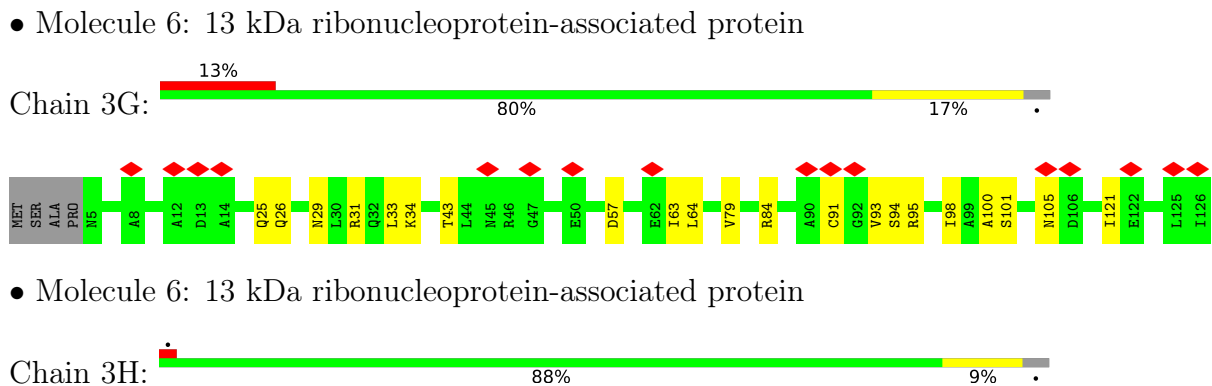 • Molecule 6: 13 kDa ribonucleoprotein-associated protein
13%
Chain 3G:
80% 17% •
MET SER ALA PRO N5 A8 A12 D13 A14 Q25 Q26 N29 L30 R31 Q32 L33 K34 T43 L44 N45 R46 G47 E50 D57 E62 I63 L64 V79 R84 A90 C91 G92 V93 S94 R95 I98 A99 A100 S101 N105 D106 I121 E122 L125 I126
• Molecule 6: 13 kDa ribonucleoprotein-associated protein
•
Chain 3H:
88% 9% •